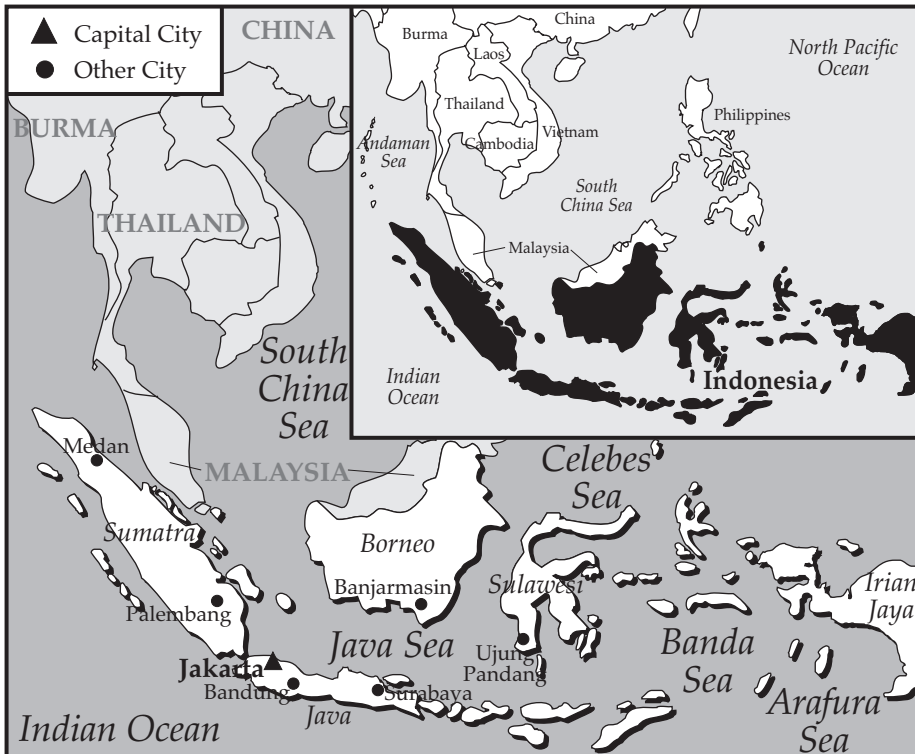 Capital City
Other City
CHINA
BURMA
THAILAND
South
China
Sea
MALAYSIA
Medan
Sumatra
Palembang
Jakarta
Bandung
Java
Surabaya
Indian Ocean
Borneo
Banjarmasin
Java Sea
Celebes
Sea
Sulawesi
Ujung
Pandang
Banda
Sea
Irian
Jaya
Arafura
Sea
China
Burma
Laos
Thailand
Cambodia
Vietnam
Andaman
Sea
North Pacific
Ocean
Philippines
South
China Sea
Malaysia
Indian
Ocean
Indonesia